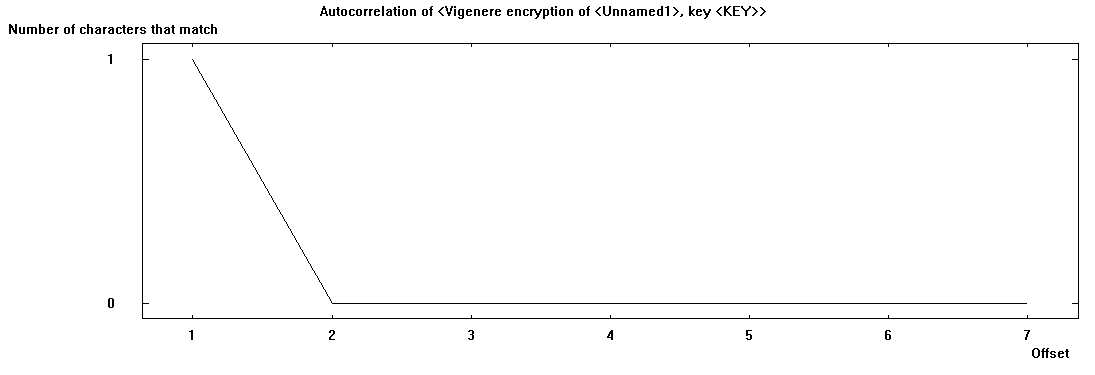 Autocorrelation of <Vigenere encryption of <Unnamed1>, key <KEY>>
Number of characters that match
1
0
1 2 3 4 5 6 7
Offset